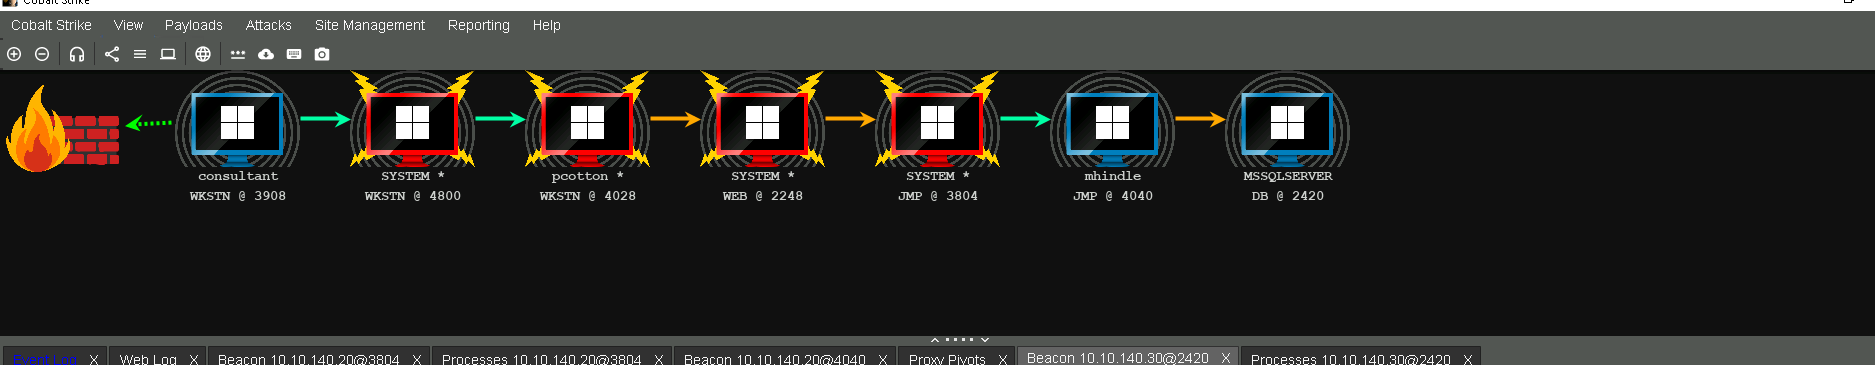 Cobalt Strike
Cobalt Strike View Payloads Attacks Site Management Reporting Help
consultant SYSTEM * pcotton * SYSTEM * SYSTEM * mhindle MSSQLSERVER
WKSTN @ 3908 WKSTN @ 4800 WKSTN @ 4028 WEB @ 2248 JMP @ 3804 JMP @ 4040 DB @ 2420
Event Log X Web Log X Beacon 10.10.140.20@3804 X Processes 10.10.140.20@3804 X Beacon 10.10.140.20@4040 X Proxy Pivots X Beacon 10.10.140.30@2420 X Processes 10.10.140.30@2420 X